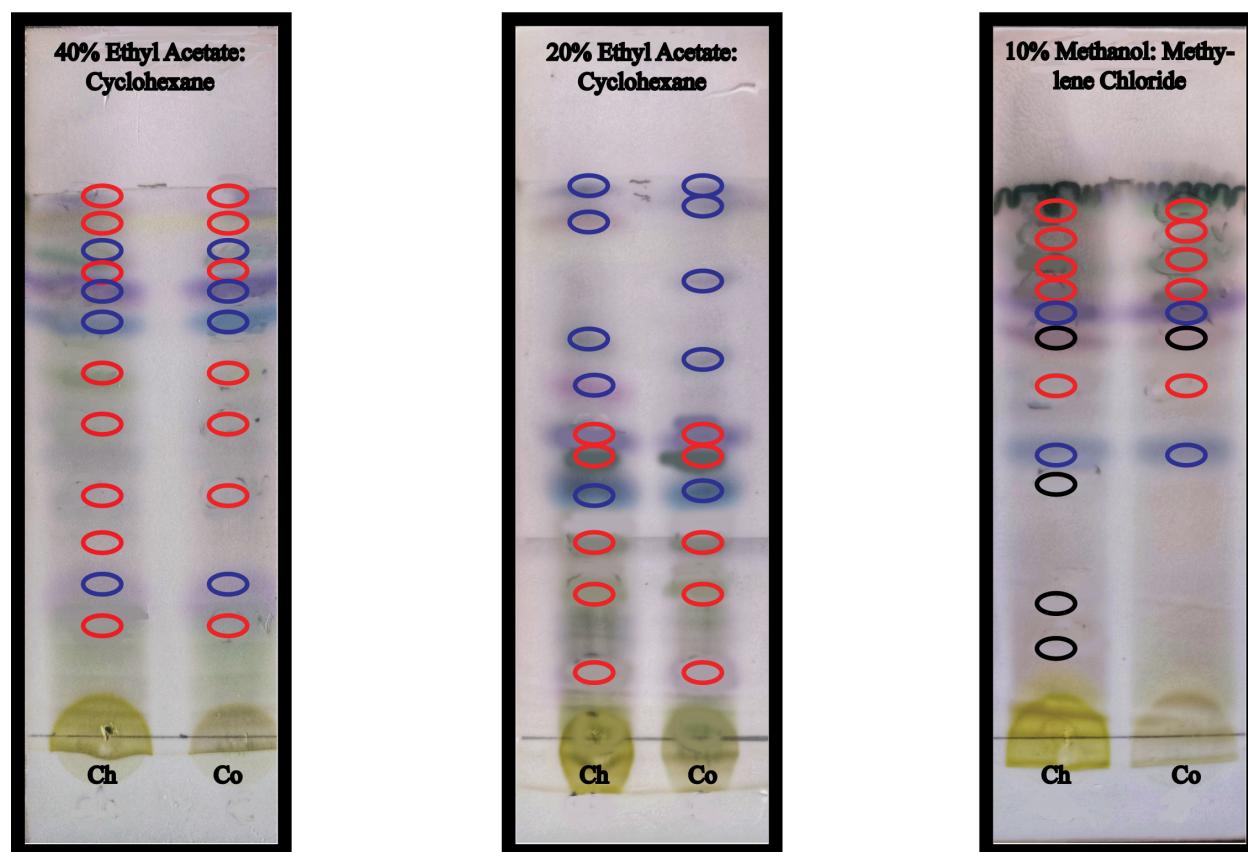 40% Ethyl Acetate:
Cyclohexane
20% Ethyl Acetate:
Cyclohexane
10% Methanol: Methy-
lene Chloride
Ch
Co
Ch
Co
Ch
Co